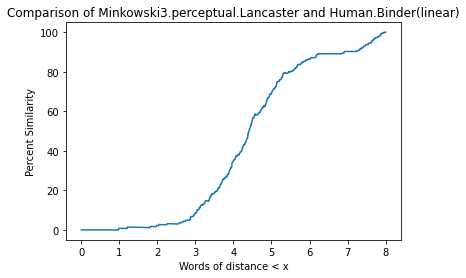 Comparison of Minkowski3.perceptual.Lancaster and Human.Binder(linear)
100
80
60
40
20
0
Percent Similarity
0 1 2 3 4 5 6 7 8
Words of distance < x